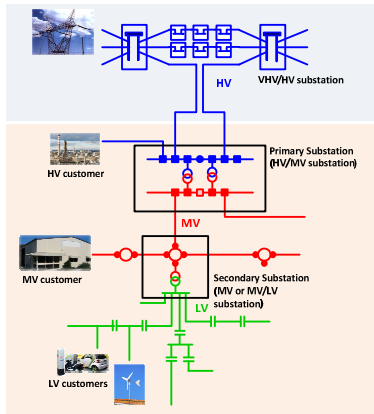 HV
VHV/HV substation
Primary Substation
(HV/MV substation)
HV customer
MV
MV customer
Secondary Substation
(MV or MV/LV
substation)
LV
LV customers